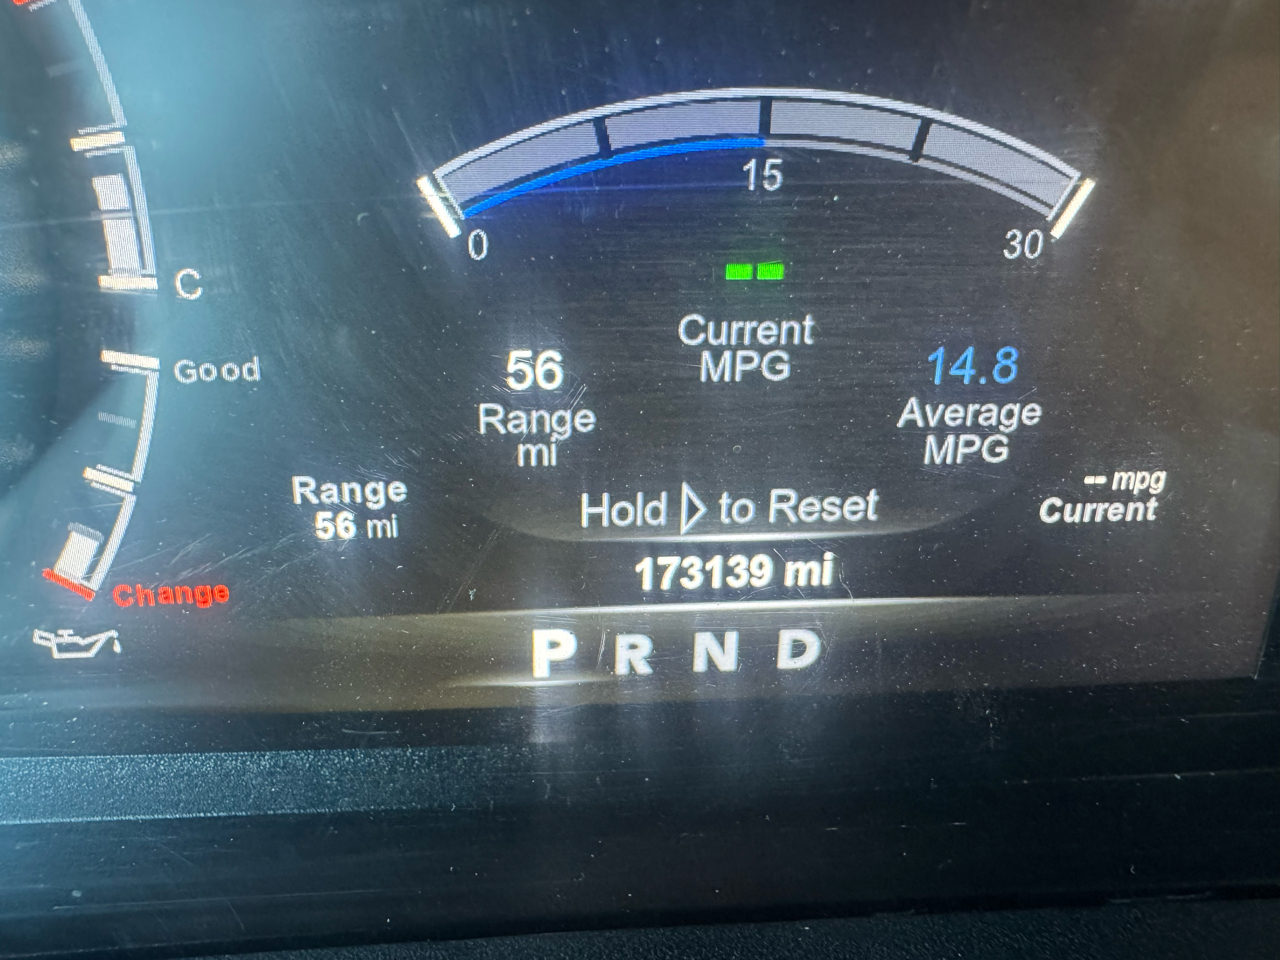 15
0
30
C
Current
MPG
Good
56
Range
mi
14.8
Average
MPG
Range
56 mi
Hold ▷ to Reset
-- mpg
Current
173139 mi
Change
P R N D